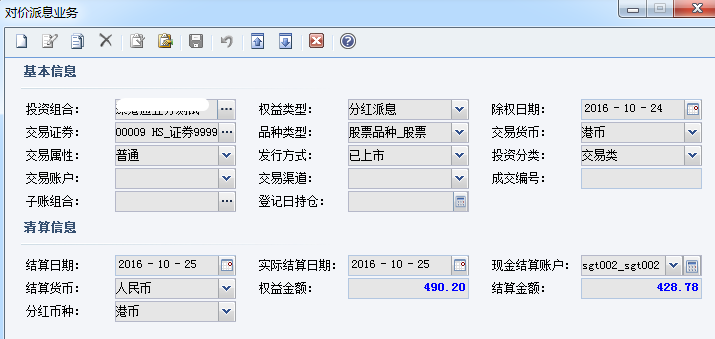 对价派息业务
基本信息
投资组合： 权益类型： 分红派息 除权日期： 2016 - 10 - 24
交易证券： 00009 HS_证券9999 品种类型： 股票品种_股票 交易货币： 港币
交易属性： 普通 发行方式： 已上市 投资分类： 交易类
交易账户： 交易渠道： 成交编号：
子账组合： 登记日持仓：
清算信息
结算日期： 2016 - 10 - 25 实际结算日期： 2016 - 10 - 25 现金结算账户： sgt002_sgt002
结算货币： 人民币 权益金额： 490.20 结算金额： 428.78
分红币种： 港币